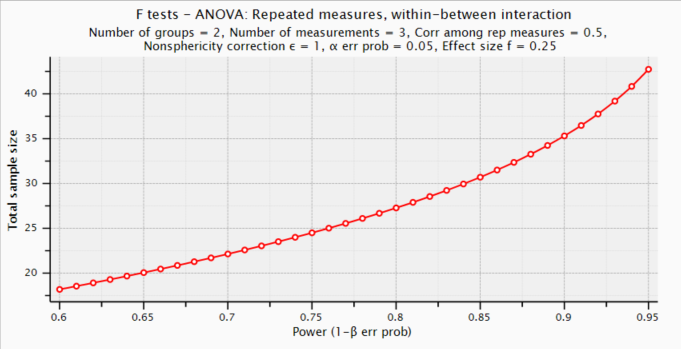 F tests - ANOVA: Repeated measures, within-between interaction
Number of groups = 2, Number of measurements = 3, Corr among rep measures = 0.5,
Nonsphericity correction ϵ = 1, α err prob = 0.05, Effect size f = 0.25
Total sample size
40
35
30
25
20
0.6 0.65 0.7 0.75 0.8 0.85 0.9 0.95
Power (1-β err prob)